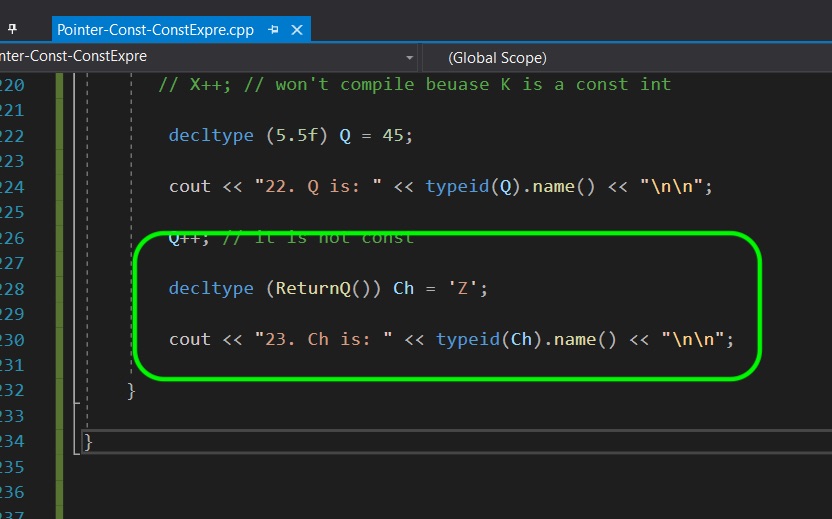 Pointer-Const-ConstExpre.cpp
nter-Const-ConstExpre (Global Scope)
220 // X++; // won't compile beuase K is a const int
221
222 decltype (5.5f) Q = 45;
223
224 cout << "22. Q is: " << typeid(Q).name() << "\n\n";
225
226 Q++; // it is not const
227
228 decltype (ReturnQ()) Ch = 'Z';
229
230 cout << "23. Ch is: " << typeid(Ch).name() << "\n\n";
231
232 }
233
234 }
235
236
237